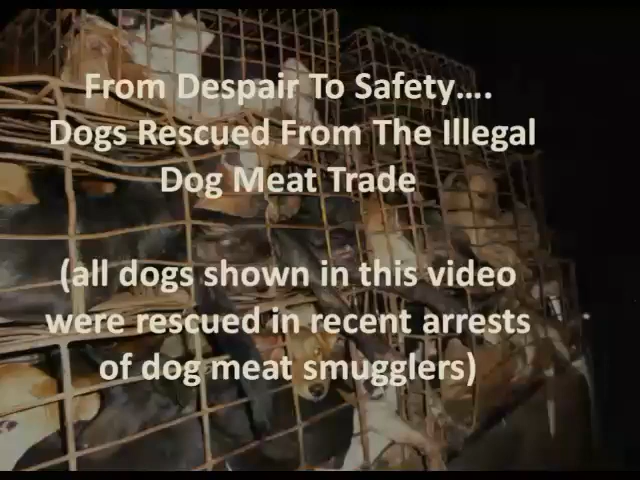 From Despair To Safety....
Dogs Rescued From The Illegal
Dog Meat Trade
(all dogs shown in this video
were rescued in recent arrests
of dog meat smugglers)